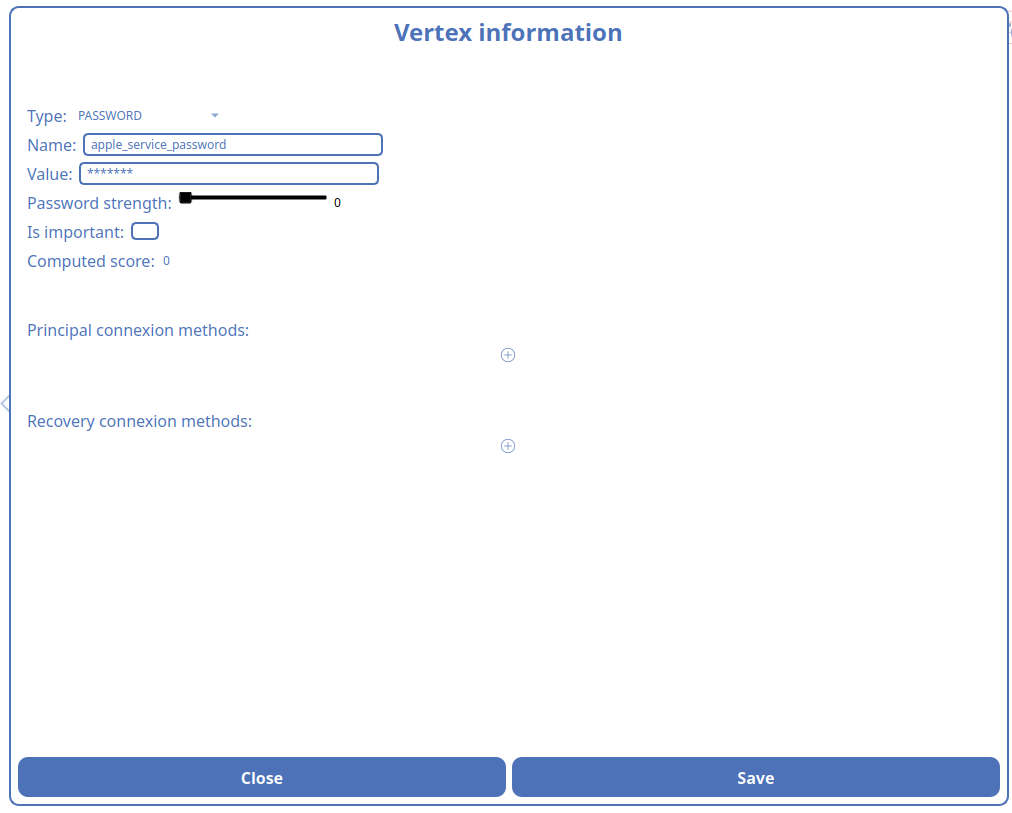 Vertex information
Type: PASSWORD
Name: apple_service_password
Value: *******
Password strength: 0
Is important:
Computed score: 0
Principal connexion methods:
Recovery connexion methods:
Close Save